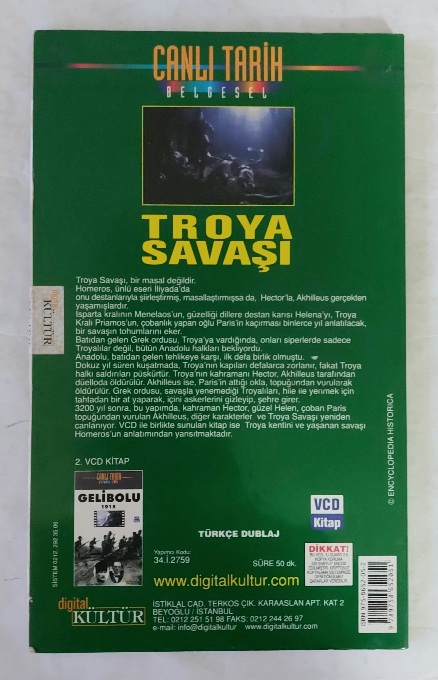 CANLI TARİH
BELGESEL
TROYA
SAVAŞI
Troya Savaşı, bir masal değildir.
Homeros, ünlü eseri İliyada'da
onu destanlarıyla şiirleştirmiş, masallaştırmışsa da, Hector'la, Akhilleus gerçekten
yaşamışlardır.
Isparta kralının Menelaos'un, güzelliği dillere destan karısı Helena'yı, Troya
Kralı Priamos'un, çobanlık yapan oğlu Paris'in kaçırması binlerce yıl anlatılacak,
bir savaşın tohumlarını eker.
Batıdan gelen Grek ordusu, Troya'ya vardığında, onları siperlerde sadece
Troyalılar değil, bütün Anadolu halkları bekliyordu.
Anadolu, batıdan gelen tehlikeye karşı, ilk defa birlik olmuştu.
Dokuz yıl süren kuşatmada, Troya'nın kapıları defalarca zorlanır, fakat Troya
halkı saldırıları püskürtür. Troya'nın kahramanı Hector, Akhilleus tarafından
düelloda öldürülür. Akhilleus ise, Paris'in attığı okla, topuğundan vurularak
öldürülür. Grek ordusu, savaşla yenemediği Troyalıları, hile ile yenmek için
tahtadan bir at yaparak, içini askerlerini gizleyip, şehre girer.
3200 yıl sonra, bu yapımda, kahraman Hector, güzel Helen, çoban Paris
topuğundan vurulan Akhilleus, diğer karakterler ve Troya Savaşı yeniden
canlanıyor. VCD ile birlikte sunulan kitap ise Troya kentini ve yaşanan savaşı
Homeros'un anlatımından yansıtmaktadır.
© ENCYCLOPEDIA HISTORICA
KÜLTÜR
2. VCD KİTAP
CANLI TARİH
GELİBOLU
1915
VCD
Kitap
TÜRKÇE DUBLAJ
Yapımcı Kodu:
34.İ.2759
SÜRE 50 dk.
DİKKAT!
www.digitalkultur.com
digital
KÜLTÜR
İSTİKLAL CAD. TERKOS ÇIK. KARAASLAN APT. KAT 2
BEYOĞLU / İSTANBUL
TEL: 0212 251 51 98 FAKS: 0212 244 26 97
e-mail: info@digitalkultur.com - www.digitalkultur.com